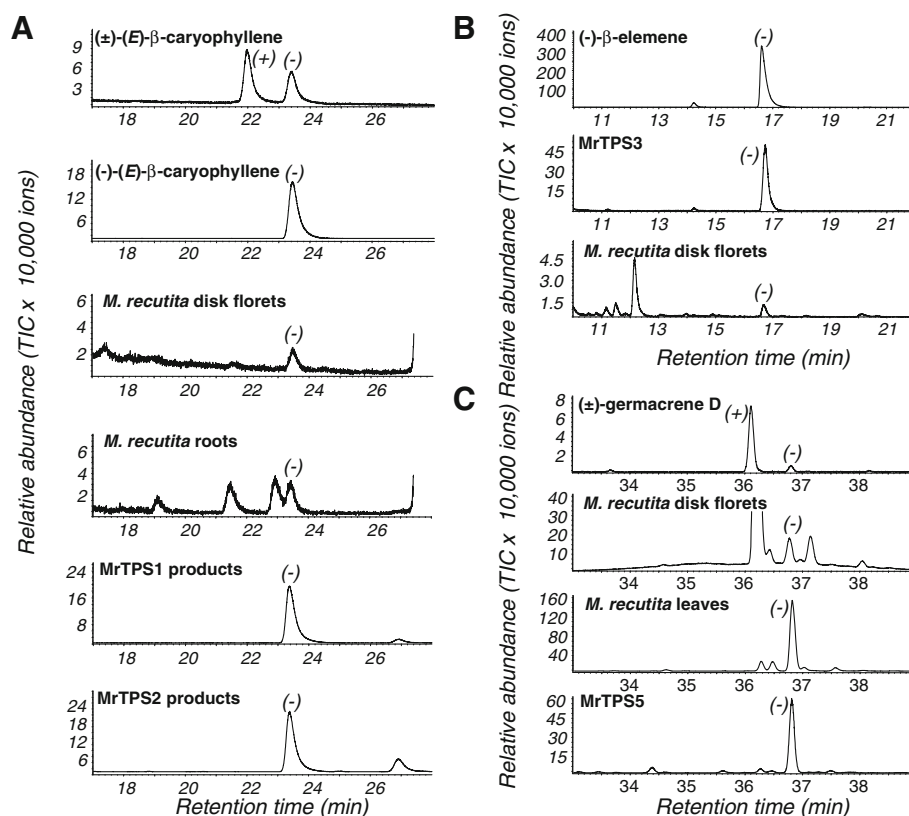 A
Relative abundance (TIC x 10,000 ions)
(±)-(E)-β-caryophyllene
(+)
(-)
9
6
3
18 20 22 24 26
(-)-(E)-β-caryophyllene
(-)
18
12
6
18 20 22 24 26
M. recutita disk florets
(-)
6
4
2
18 20 22 24 26
M. recutita roots
(-)
6
4
2
18 20 22 24 26
MrTPS1 products
(-)
24
16
8
18 20 22 24 26
MrTPS2 products
(-)
24
18
12
6
18 20 22 24 26
Retention time (min)
B
Relative abundance (TIC x 10,000 ions)
(-)-β-elemene
(-)
400
300
200
100
11 13 15 17 19 21
MrTPS3
(-)
45
30
15
11 13 15 17 19 21
M. recutita disk florets
(-)
4.5
3.0
1.5
11 13 15 17 19 21
Retention time (min)
C
Relative abundance (TIC x 10,000 ions)
(±)-germacrene D
(+)
(-)
8
6
4
2
34 35 36 37 38
M. recutita disk florets
(-)
40
30
20
10
34 35 36 37 38
M. recutita leaves
(-)
160
120
80
40
34 35 36 37 38
MrTPS5
(-)
60
45
30
15
34 35 36 37 38
Retention time (min)